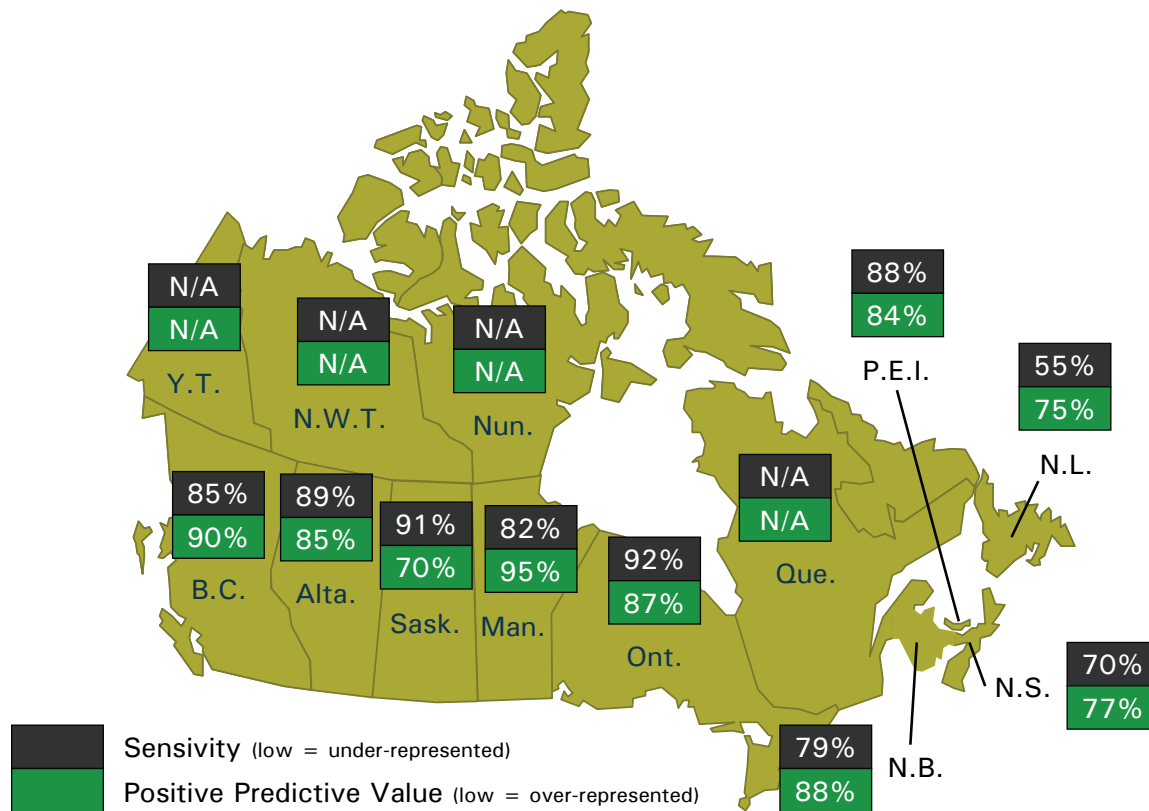 N/A
N/A
Y.T.
N/A
N/A
N.W.T.
N/A
N/A
Nun.
88%
84%
P.E.I.
55%
75%
N.L.
85%
90%
B.C.
89%
85%
Alta.
91%
70%
Sask.
82%
95%
Man.
92%
87%
Ont.
N/A
N/A
Que.
70%
77%
N.S.
79%
88%
N.B.
Sensivity (low = under-represented)
Positive Predictive Value (low = over-represented)